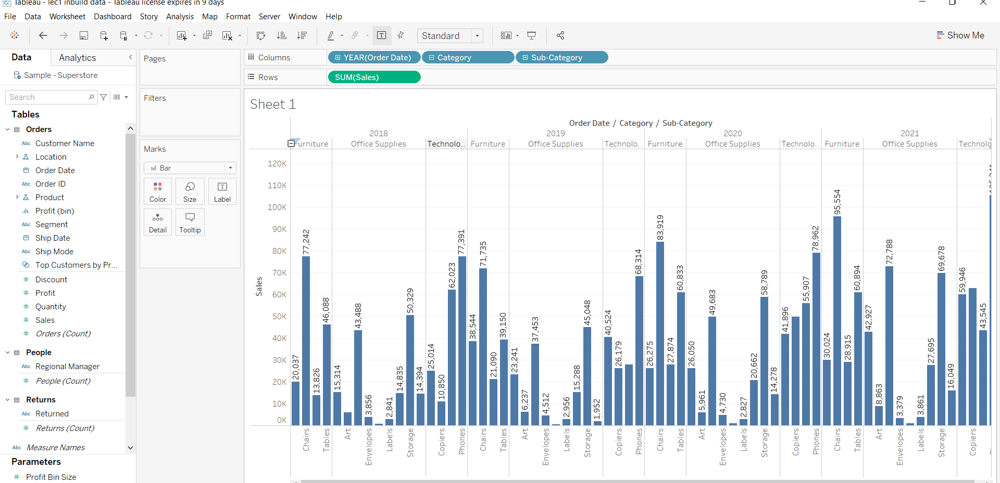 Tableau - lec1 inbuild data - Tableau license expires in 9 days
File Data Worksheet Dashboard Story Analysis Map Format Server Window Help
Standard
Show Me
Data Analytics
Sample - Superstore
Search
Tables
Orders
Abc Customer Name
Location
Order Date
Abc Order ID
Product
Profit (bin)
Abc Segment
Ship Date
Abc Ship Mode
Top Customers by Pr...
# Discount
# Profit
# Quantity
# Sales
# Orders (Count)
People
Abc Regional Manager
# People (Count)
Returns
Abc Returned
# Returns (Count)
Abc Measure Names
Parameters
# Profit Bin Size
Pages
Filters
Marks
Bar
Color Size Label
Detail Tooltip
Columns YEAR(Order Date) Category Sub-Category
Rows SUM(Sales)
Sheet 1
Order Date / Category / Sub-Category
2018 2019 2020 2021
Furniture Office Supplies Technolo.. Furniture Office Supplies Technolo.. Furniture Office Supplies Technolo.. Furniture Office Supplies Technolo
Sales
120K
110K
100K
90K
80K
70K
60K
50K
40K
30K
20K
10K
0K
20,037 77,242 13,826 46,088 15,314 43,488 3,856 2,841 14,835 50,329 14,394 25,014 10,850 62,023 77,391
38,544 71,735 21,090 39,150 23,241 6,237 37,453 4,512 2,956 15,288 45,048 1,952 40,524 26,179 68,314
26,275 83,919 27,874 60,833 26,050 5,961 49,683 4,730 2,827 20,662 58,789 14,278 41,896 55,907 78,962
30,024 95,554 28,915 60,894 42,927 8,863 72,788 3,379 3,861 27,695 69,678 16,049 59,946 43,545
Chairs Tables Art Envelopes Labels Storage Copiers Phones Chairs Tables Art Envelopes Labels Storage Copiers Phones Chairs Tables Art Envelopes Labels Storage Copiers Phones Chairs Tables Art Envelopes Labels Storage Copiers